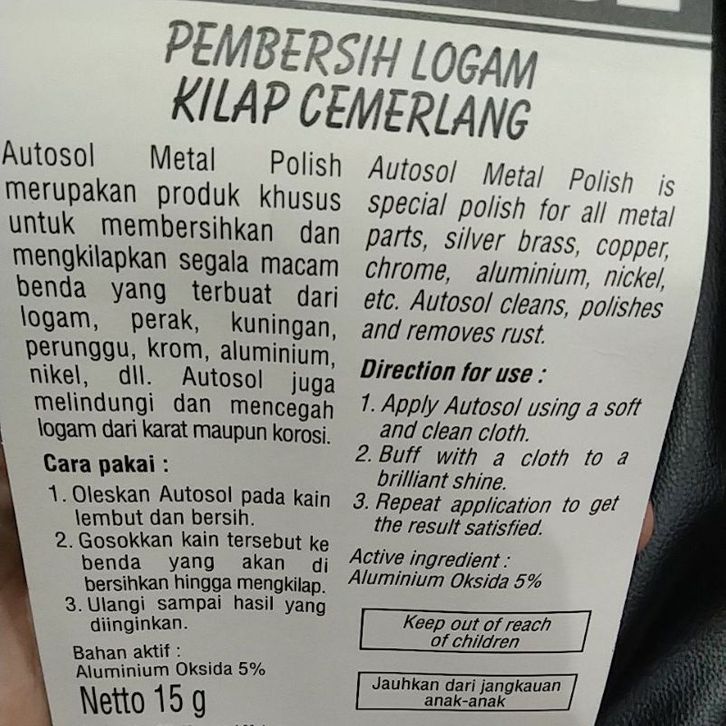 PEMBERSIH LOGAM
KILAP CEMERLANG
Autosol Metal Polish
merupakan produk khusus
untuk membersihkan dan
mengkilapkan segala macam
benda yang terbuat dari
logam, perak, kuningan,
perunggu, krom, aluminium,
nikel, dll. Autosol juga
melindungi dan mencegah
logam dari karat maupun korosi.
Cara pakai :
1. Oleskan Autosol pada kain
lembut dan bersih.
2. Gosokkan kain tersebut ke
benda yang akan di
bersihkan hingga mengkilap.
3. Ulangi sampai hasil yang
diinginkan.
Bahan aktif :
Aluminium Oksida 5%
Netto 15 g
Autosol Metal Polish is
special polish for all metal
parts, silver brass, copper,
chrome, aluminium, nickel,
etc. Autosol cleans, polishes
and removes rust.
Direction for use :
1. Apply Autosol using a soft
and clean cloth.
2. Buff with a cloth to a
brilliant shine.
3. Repeat application to get
the result satisfied.
Active ingredient :
Aluminium Oksida 5%
Keep out of reach
of children
Jauhkan dari jangkauan
anak-anak